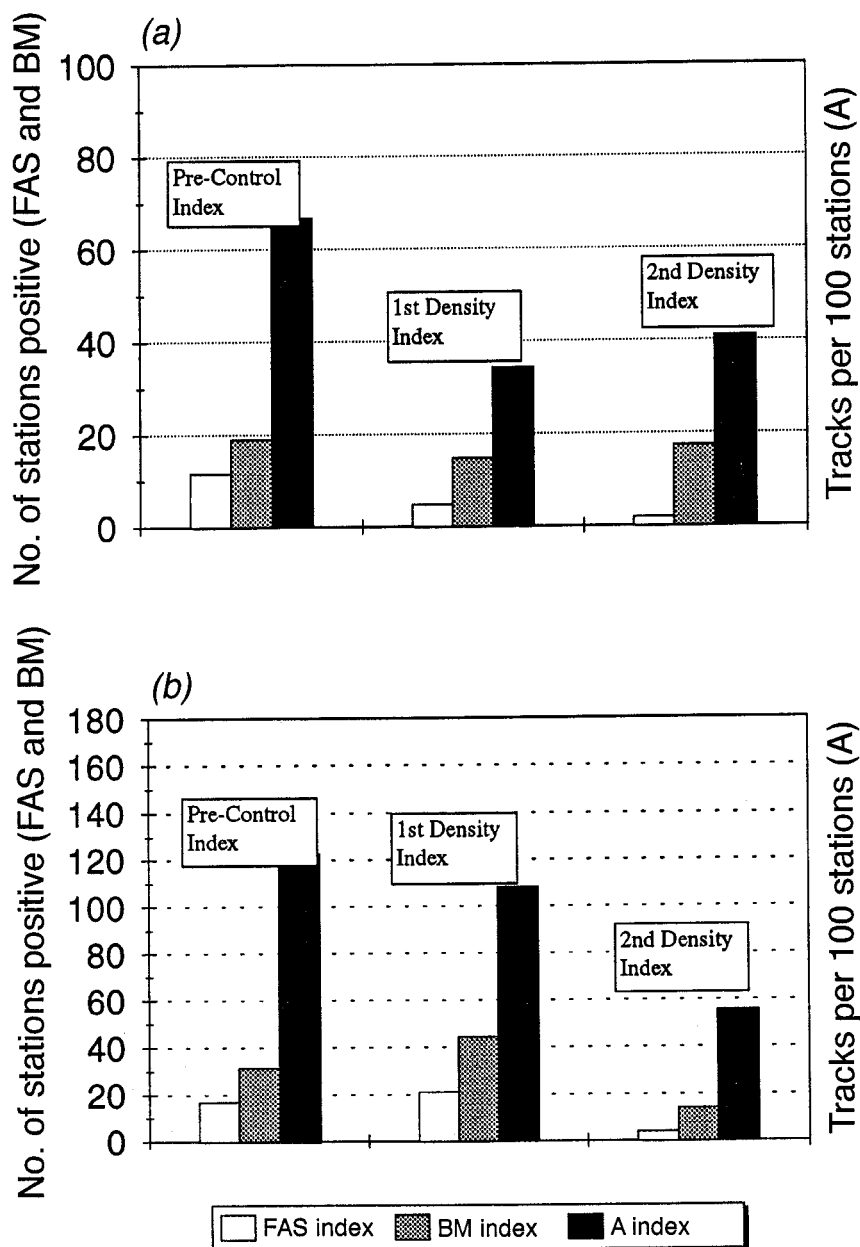 (a)
No. of stations positive (FAS and BM)
100
80
60
40
20
0
Pre-Control
Index
1st Density
Index
2nd Density
Index
Tracks per 100 stations (A)
(b)
No. of stations positive (FAS and BM)
180
160
140
120
100
80
60
40
20
0
Pre-Control
Index
1st Density
Index
2nd Density
Index
Tracks per 100 stations (A)
FAS index BM index A index